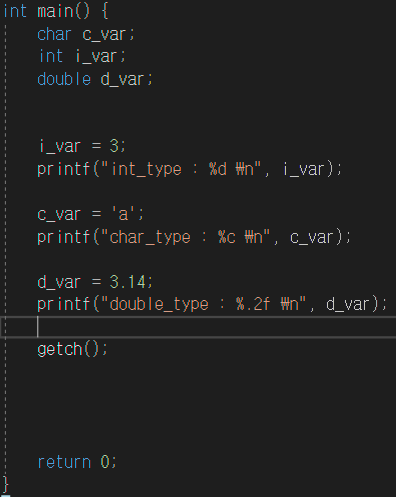 int main() {
char c_var;
int i_var;
double d_var;
i_var = 3;
printf("int_type : %d ₩n", i_var);
c_var = 'a';
printf("char_type : %c ₩n", c_var);
d_var = 3.14;
printf("double_type : %.2f ₩n", d_var);
getch();
return 0;
}